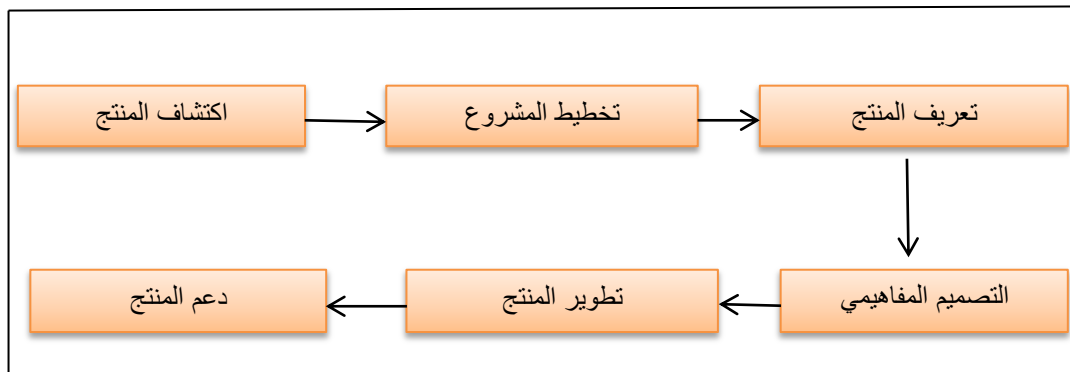 اكتشاف المنتج
تخطيط المشروع
تعريف المنتج
التصميم المفاهيمي
تطوير المنتج
دعم المنتج